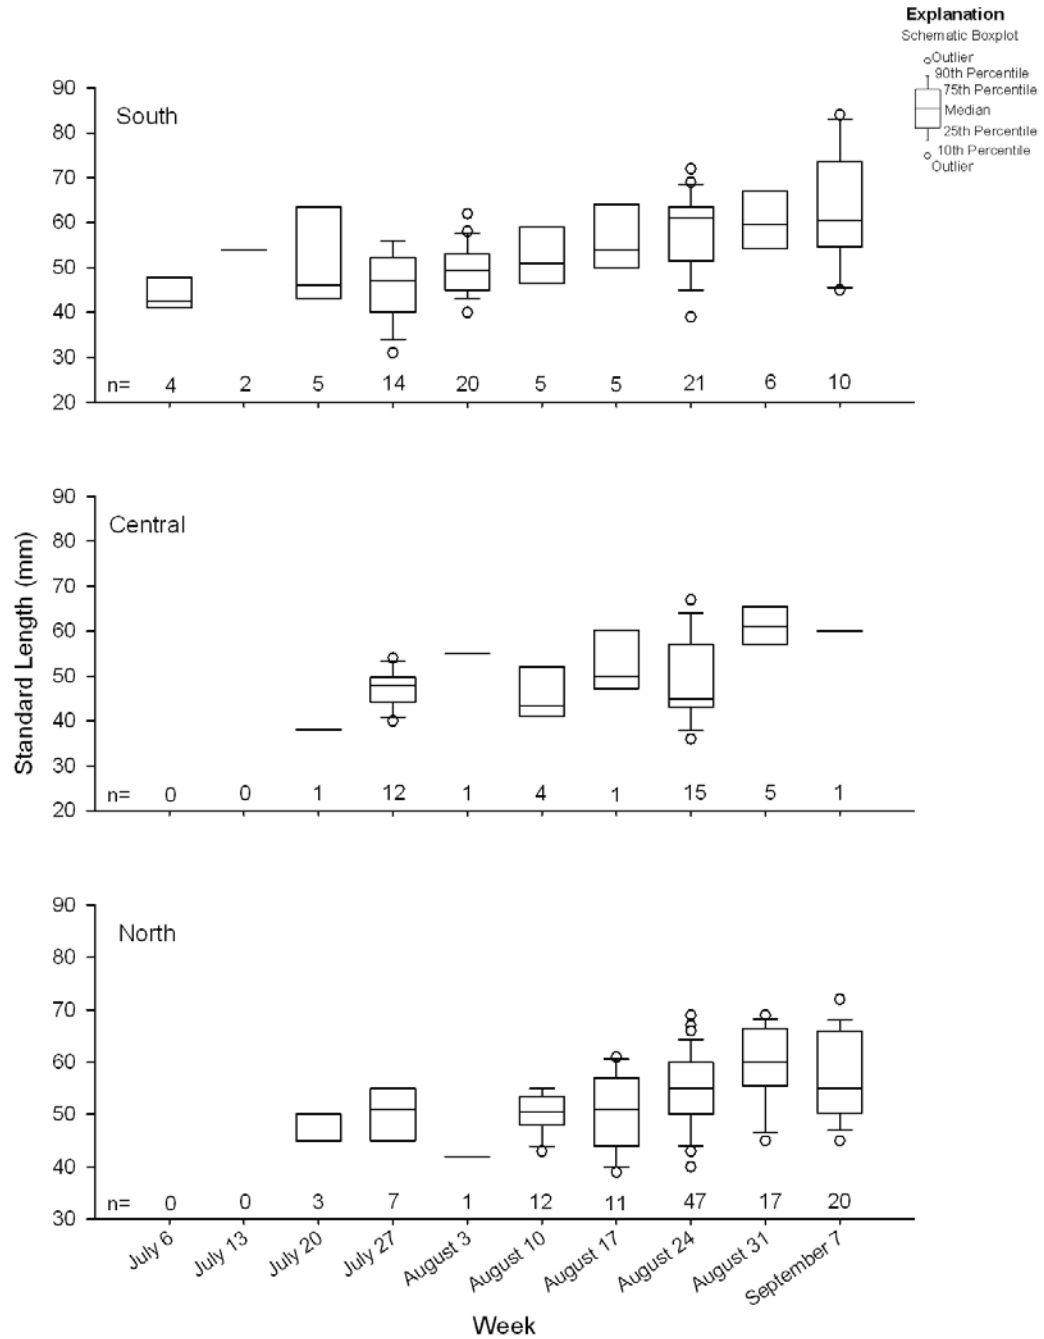 Explanation
Schematic Boxplot
Outlier
90th Percentile
75th Percentile
Median
25th Percentile
10th Percentile
Outlier
90
South
80
70
60
50
40
30
n= 4 2 5 14 20 5 5 21 6 10
20
Standard Length (mm)
90
Central
80
70
60
50
40
30
n= 0 0 1 12 1 4 1 15 5 1
20
90
North
80
70
60
50
40
n= 0 0 3 7 1 12 11 47 17 20
30
July 6 July 13 July 20 July 27 August 3 August 10 August 17 August 24 August 31 September 7
Week